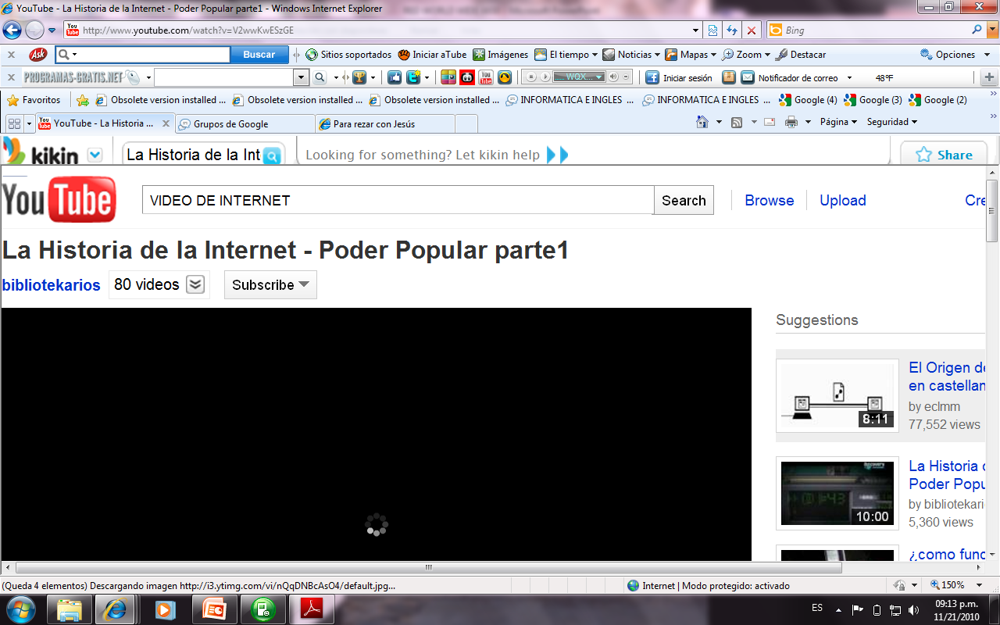 YouTube - La Historia de la Internet - Poder Popular parte1 - Windows Internet Explorer
You Tube http://www.youtube.com/watch?v=V2wwKwESzGE Bing
x Ask Buscar Sitios soportados Iniciar aTube Imágenes El tiempo Noticias Mapas Zoom Destacar Opciones
x PROGRAMAS-GRATIS.NET You Tube WQX... Iniciar sesión Notificador de correo 48°F
Favoritos Obsolete version installed ... Obsolete version installed ... Obsolete version installed ... INFORMATICA E INGLES ... INFORMATICA E INGLES ... Google (4) Google (3) Google (2)
You Tube YouTube - La Historia ... x Grupos de Google Para rezar con Jesús Página Seguridad
kikin La Historia de la Int Looking for something? Let kikin help Share
YouTube VIDEO DE INTERNET Search Browse Upload Cre
La Historia de la Internet - Poder Popular parte1
bibliotekarios 80 videos Subscribe
Suggestions
El Origen de
en castellan
by eclmm
8:11
77,552 views
La Historia
Poder Popu
by bibliotekari
10:00
5,360 views
¿como func
(Queda 4 elementos) Descargando imagen http://i3.ytimg.com/vi/nQqDNBcAsO4/default.jpg... Internet | Modo protegido: activado 150%
ES 09:13 p.m.
11/21/2010